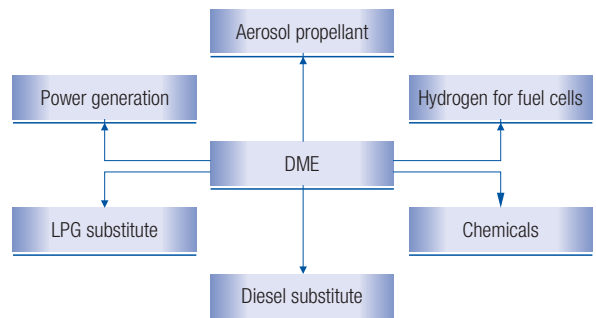 Aerosol propellant
Power generation
Hydrogen for fuel cells
DME
LPG substitute
Chemicals
Diesel substitute